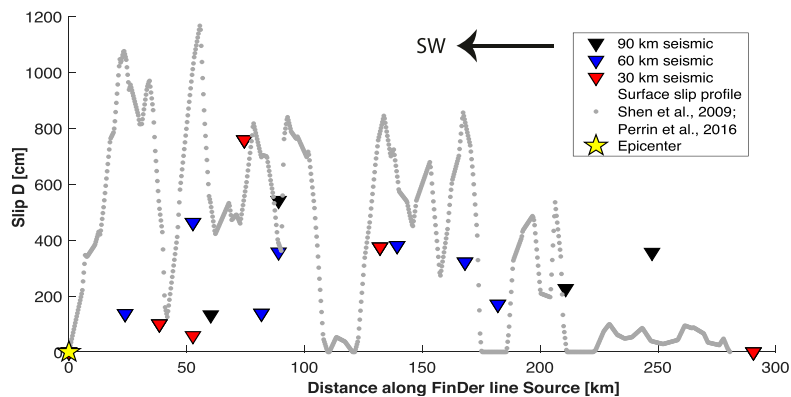 1200
1000
800
600
400
200
0
Slip D [cm]
SW
90 km seismic
60 km seismic
30 km seismic
Surface slip profile
Shen et al., 2009;
Perrin et al., 2016
Epicenter
0 50 100 150 200 250 300
Distance along FinDer line Source [km]